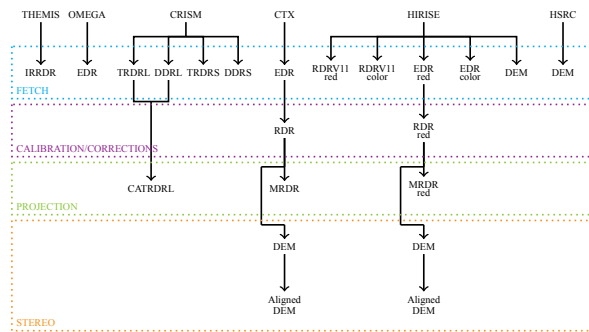 THEMIS OMEGA CRISM CTX HIRISE HSRC
IRRDR EDR TRDRL DDRL TRDRS DDRS EDR RDRV11 red RDRV11 color EDR red EDR color DEM DEM
FETCH
RDR RDR red
CALIBRATION/CORRECTIONS
CATRDRL MRDR MRDR red
PROJECTION
DEM DEM
Aligned DEM Aligned DEM
STEREO